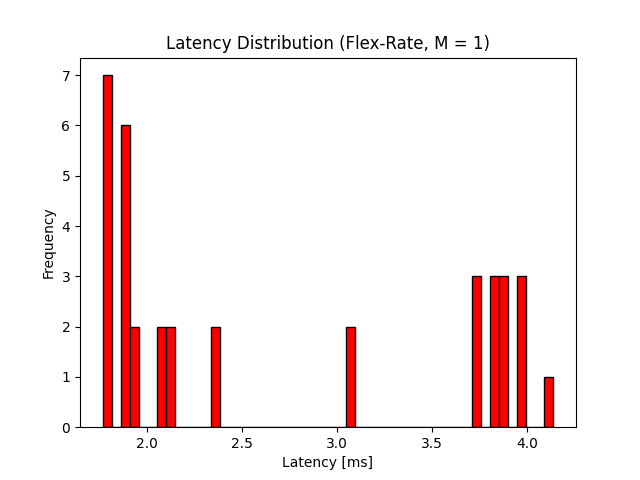 Latency Distribution (Flex-Rate, M = 1)
7
6
5
4
3
2
1
0
Frequency
2.0 2.5 3.0 3.5 4.0
Latency [ms]